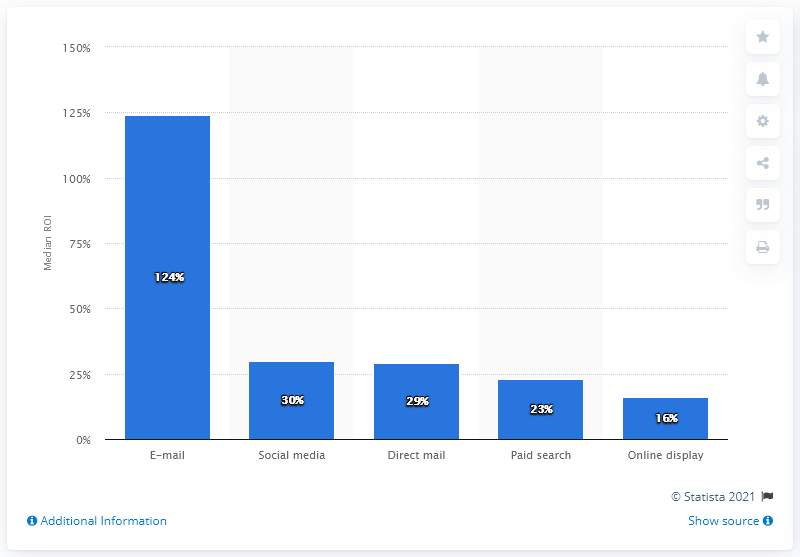 150%
125%
100%
75%
50%
25%
0%
Median ROI
124%
30%
29%
23%
16%
E-mail
Social media
Direct mail
Paid search
Online display
© Statista 2021
Additional Information
Show source